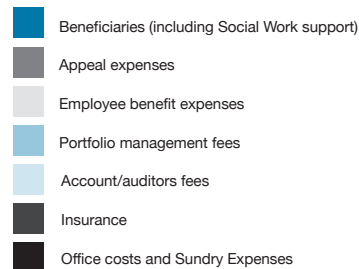 Beneficiaries (including Social Work support)
Appeal expenses
Employee benefit expenses
Portfolio management fees
Account/auditors fees
Insurance
Office costs and Sundry Expenses